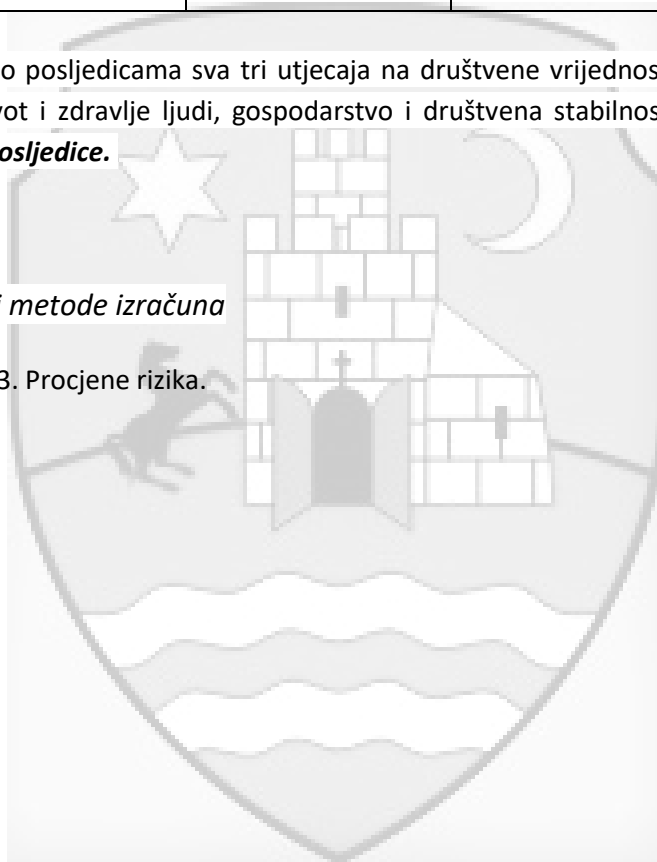 o posljedicama sva tri utjecaja na društvene vrijednos
vot i zdravlje ljudi, gospodarstvo i društvena stabilnos
osljedice.
i metode izračuna
3. Procjene rizika.